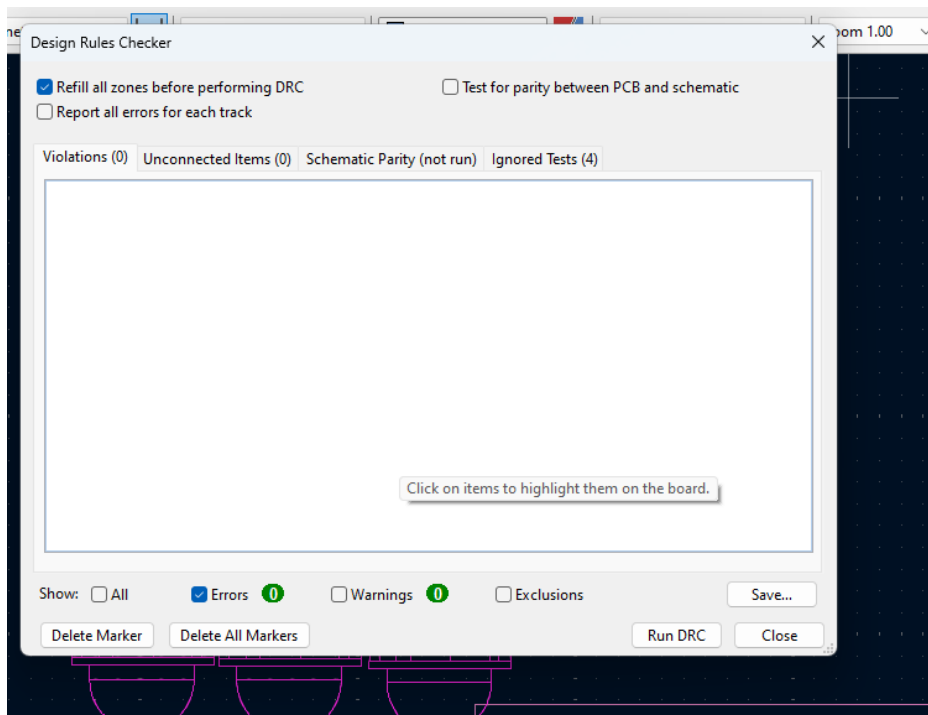 Design Rules Checker
Zoom 1.00
Refill all zones before performing DRC
Test for parity between PCB and schematic
Report all errors for each track
Violations (0) Unconnected Items (0) Schematic Parity (not run) Ignored Tests (4)
Click on items to highlight them on the board.
Show: All Errors 0 Warnings 0 Exclusions Save...
Delete Marker Delete All Markers Run DRC Close